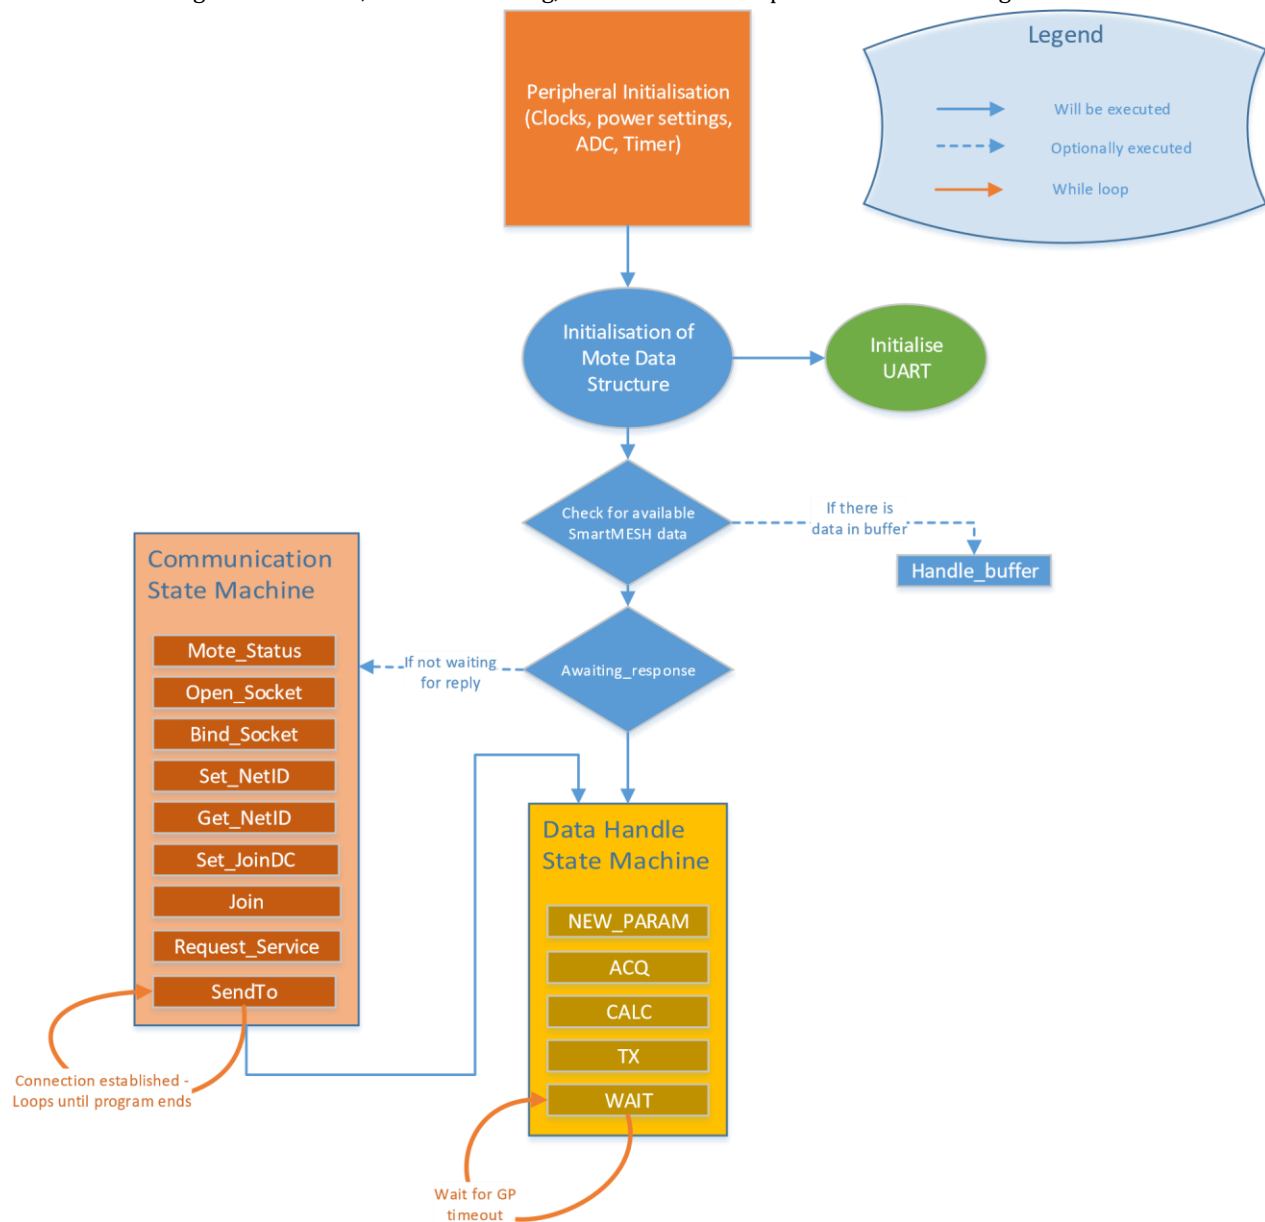 Peripheral Initialisation
(Clocks, power settings,
ADC, Timer)
Legend
Will be executed
Optionally executed
While loop
Initialisation of
Mote Data
Structure
Initialise
UART
Check for available
SmartMESH data
If there is
data in buffer
Handle_buffer
Communication
State Machine
Mote_Status
Open_Socket
Bind_Socket
Set_NetID
Get_NetID
Set_JoinDC
Join
Request_Service
SendTo
If not waiting
for reply
Awaiting_response
Data Handle
State Machine
NEW_PARAM
ACQ
CALC
TX
WAIT
Connection established -
Loops until program ends
Wait for GP
timeout